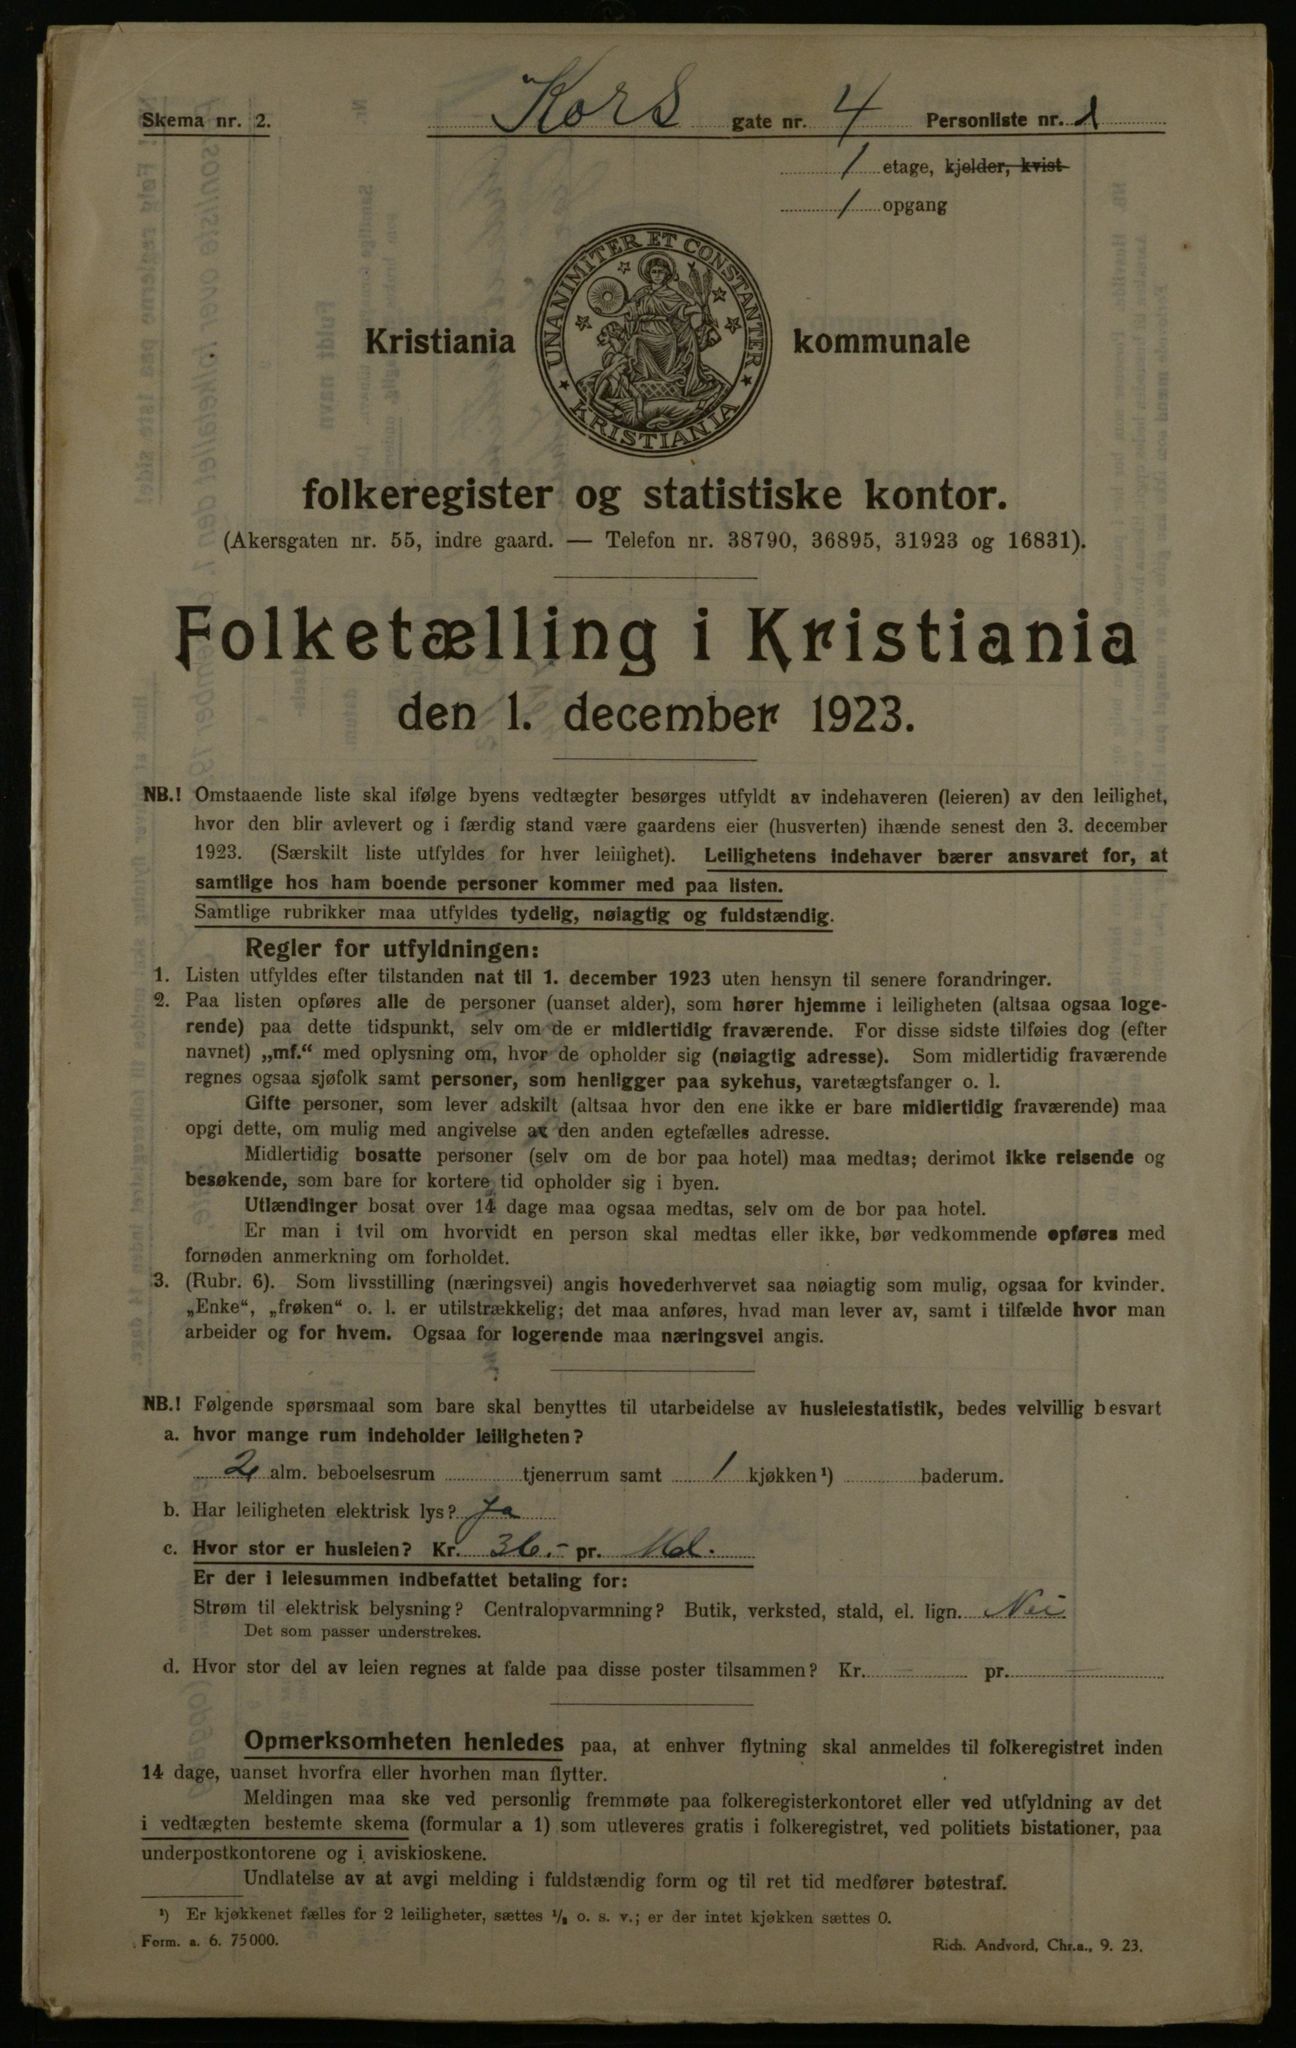 Skema nr. 2.
Kors gate nr. 4 Personliste nr. 1
1 etage, kjelder, kvist
1 opgang
UNANIMITER ET CONSTANTER
KRISTIANIA
Kristiania kommunale
folkeregister og statistiske kontor.
(Akersgaten nr. 55, indre gaard. — Telefon nr. 38790, 36895, 31923 og 16831).
Folketælling i Kristiania
den 1. december 1923.
NB.! Omstaaende liste skal ifølge byens vedtægter besørges utfyldt av indehaveren (leieren) av den leilighet,
hvor den blir avlevert og i færdig stand være gaardens eier (husverten) ihænde senest den 3. december
1923. (Særskilt liste utfyldes for hver leilighet). Leilighetens indehaver bærer ansvaret for, at
samtlige hos ham boende personer kommer med paa listen.
Samtlige rubrikker maa utfyldes tydelig, nøiagtig og fuldstændig.
Regler for utfyldningen:
1. Listen utfyldes efter tilstanden nat til 1. december 1923 uten hensyn til senere forandringer.
2. Paa listen opføres alle de personer (uanset alder), som hører hjemme i leiligheten (altsaa ogsaa loge-
rende) paa dette tidspunkt, selv om de er midlertidig fraværende. For disse sidste tilføies dog (efter
navnet) „mf.“ med oplysning om, hvor de opholder sig (nøiagtig adresse). Som midlertidig fraværende
regnes ogsaa sjøfolk samt personer, som henligger paa sykehus, varetægtsfanger o. l.
Gifte personer, som lever adskilt (altsaa hvor den ene ikke er bare midlertidig fraværende) maa
opgi dette, om mulig med angivelse av den anden egtefælles adresse.
Midlertidig bosatte personer (selv om de bor paa hotel) maa medtas; derimot ikke reisende og
besøkende, som bare for kortere tid opholder sig i byen.
Utlændinger bosat over 14 dage maa ogsaa medtas, selv om de bor paa hotel.
Er man i tvil om hvorvidt en person skal medtas eller ikke, bør vedkommende opføres med
fornøden anmerkning om forholdet.
3. (Rubr. 6). Som livsstilling (næringsvei) angis hovederhvervet saa nøiagtig som mulig, ogsaa for kvinder.
„Enke“, „frøken“ o. l. er utilstrækkelig; det maa anføres, hvad man lever av, samt i tilfælde hvor man
arbeider og for hvem. Ogsaa for logerende maa næringsvei angis.
NB.! Følgende spørsmaal som bare skal benyttes til utarbeidelse av husleiestatistik, bedes velvillig besvart
a. hvor mange rum indeholder leiligheten?
2 alm. beboelsesrum tjenerrum samt 1 kjøkken¹) baderum.
b. Har leiligheten elektrisk lys? Ja
c. Hvor stor er husleien? Kr. 36.- pr. Md.
Er der i leiesummen indbefattet betaling for:
Strøm til elektrisk belysning? Centralopvarmning? Butik, verksted, stald, el. lign. Nei
Det som passer understrekes.
d. Hvor stor del av leien regnes at falde paa disse poster tilsammen? Kr. — pr. —
Opmerksomheten henledes paa, at enhver flytning skal anmeldes til folkeregistret inden
14 dage, uanset hvorfra eller hvorhen man flytter.
Meldingen maa ske ved personlig fremmøte paa folkeregisterkontoret eller ved utfyldning av det
i vedtægten bestemte skema (formular a 1) som utleveres gratis i folkeregistret, ved politiets bistationer, paa
underpostkontorene og i aviskioskene.
Undlatelse av at avgi melding i fuldstændig form og til ret tid medfører bøtestraf.
¹) Er kjøkkenet fælles for 2 leiligheter, sættes ½ o. s. v.; er der intet kjøkken sættes 0.
Form. a. 6. 75000.
Rich. Andvord, Chr.a., 9. 23.